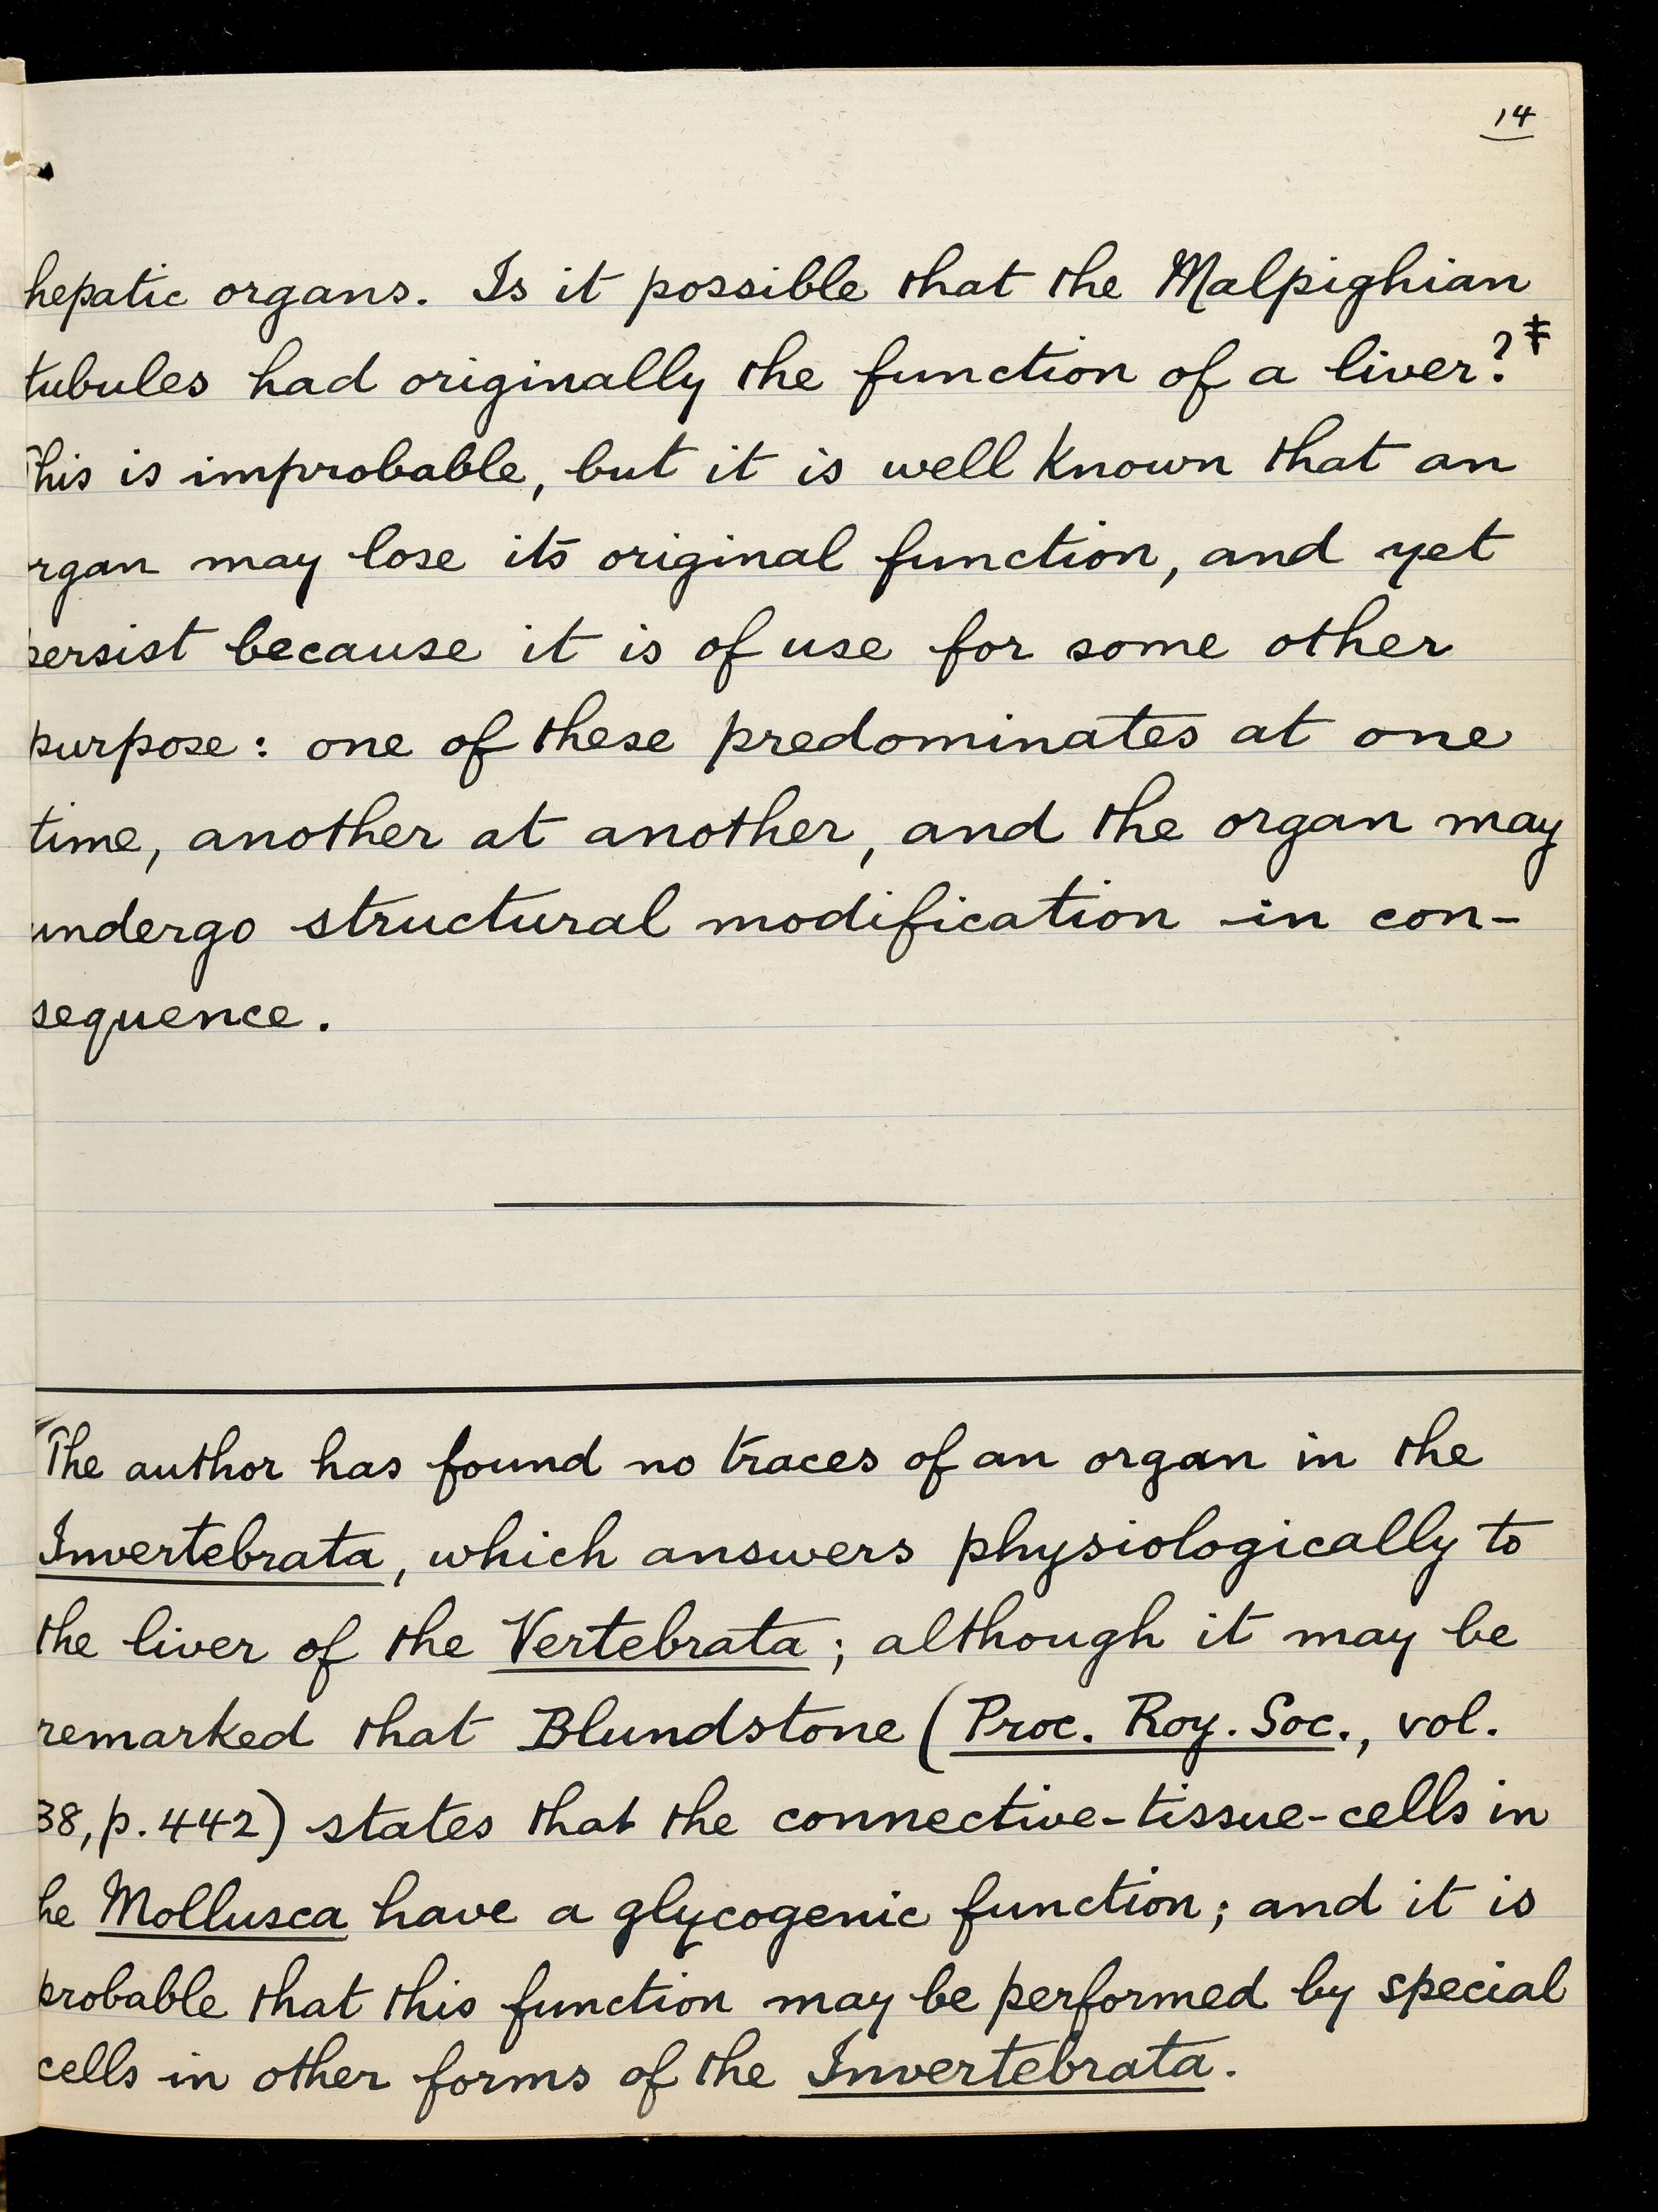 14
hepatic organs. Is it possible that the Malpighian
tubules had originally the function of a liver?‡
This is improbable, but it is well known that an
rgan may lose its original function, and yet
persist because it is of use for some other
purpose: one of these predominates at one
time, another at another, and the organ may
undergo structural modification in con-
sequence.
The author has found no traces of an organ in the
Invertebrata, which answers physiologically to
the liver of the Vertebrata; although it may be
remarked that Blundstone (Proc. Roy. Soc., vol.
38, p. 442) states that the connective-tissue-cells in
he Mollusca have a glycogenic function; and it is
probable that this function may be performed by special
cells in other forms of the Invertebrata.